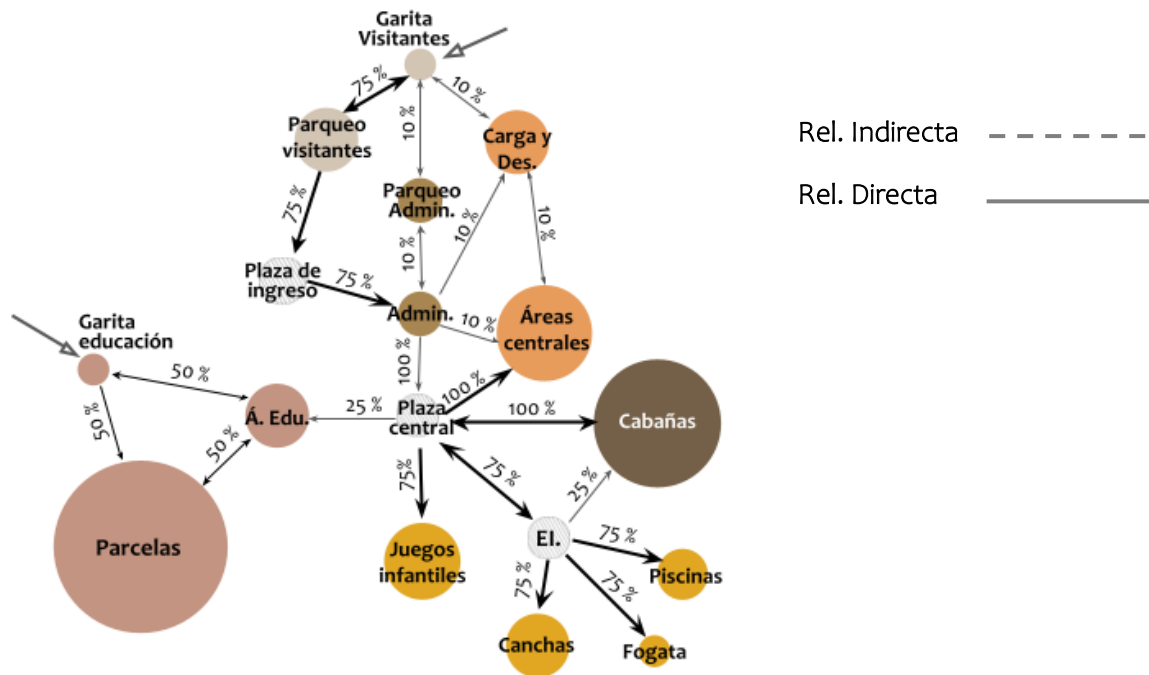 Garita
Visitantes
75 %
10 %
10 %
Parqueo
visitantes
Carga y
Des.
Rel. Indirecta
Rel. Directa
75 %
Parqueo
Admin.
10 %
10 %
10 %
Plaza de
ingreso
75 %
Admin.
10 %
Áreas
centrales
Garita
educación
50 %
100 %
100 %
50 %
Á. Edu.
25 %
Plaza
central
100 %
Cabañas
50 %
75%
75 %
25 %
Parcelas
Juegos
infantiles
El.
75 %
75 %
75 %
Piscinas
Canchas
Fogata